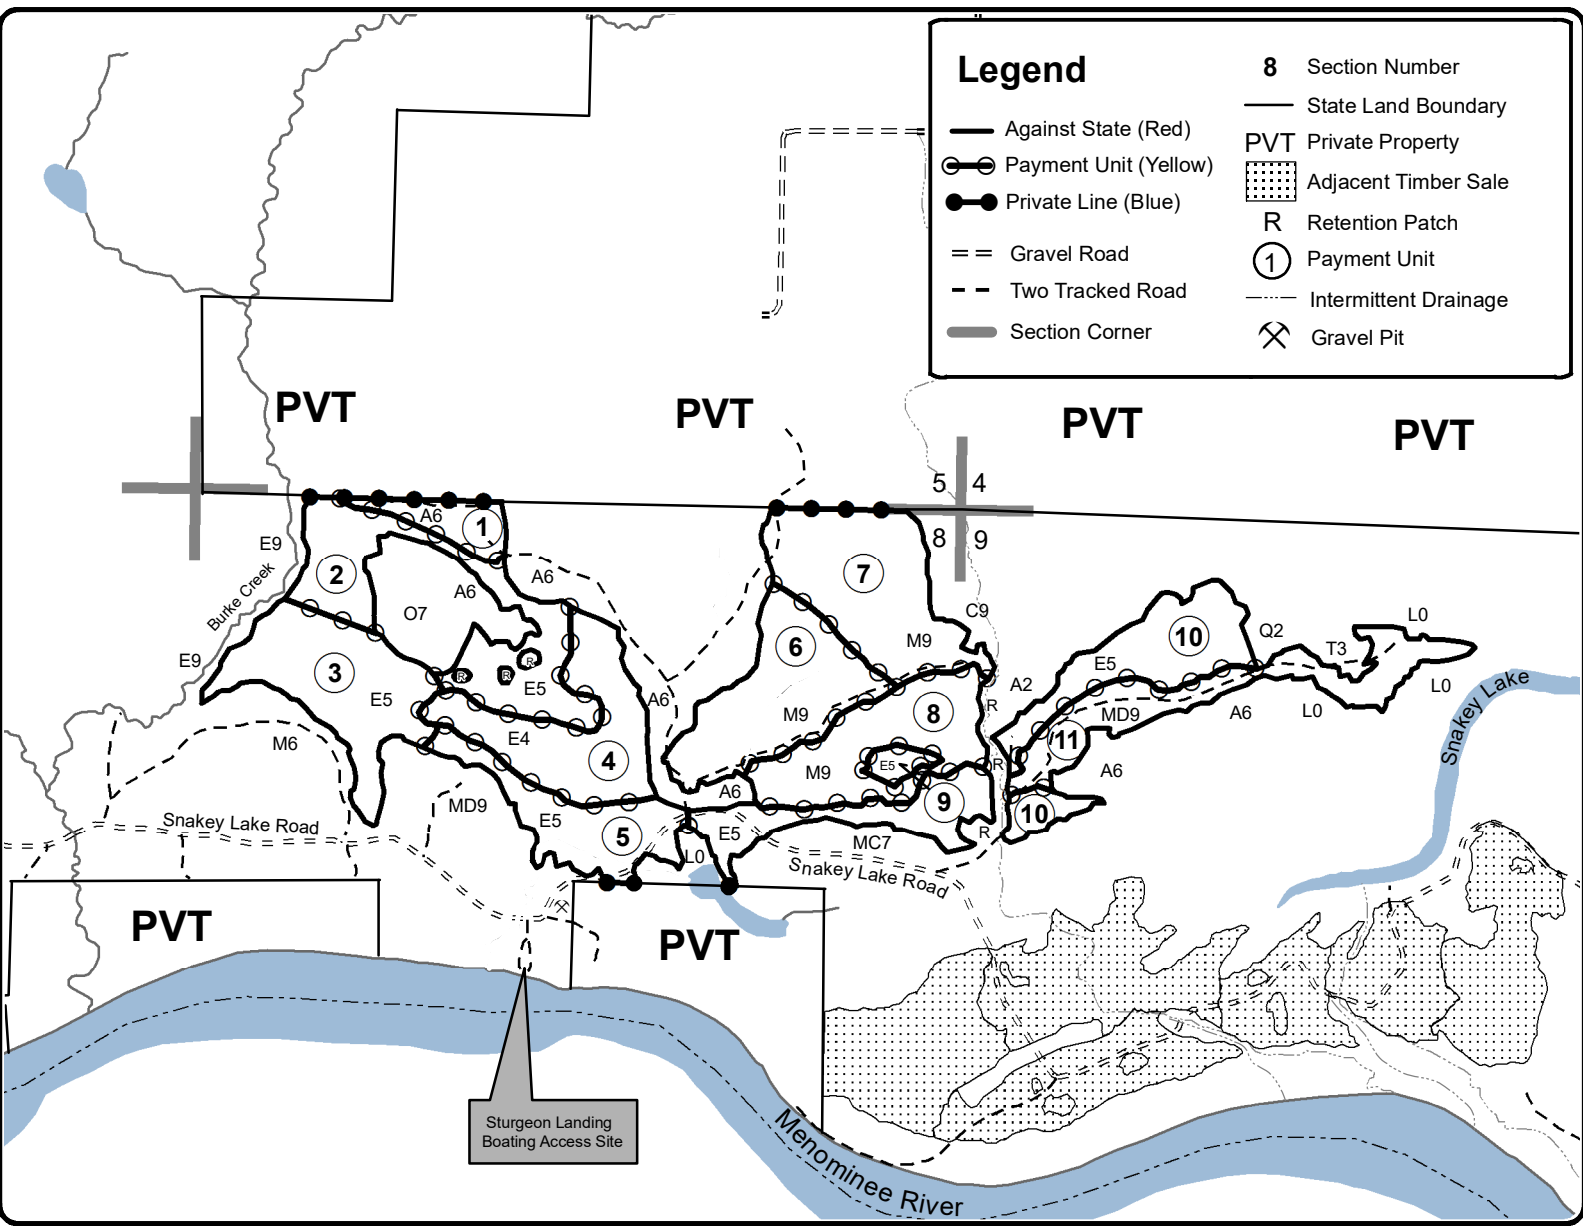 Legend
Against State (Red)
Payment Unit (Yellow)
Private Line (Blue)
Gravel Road
Two Tracked Road
Section Corner
8 Section Number
State Land Boundary
PVT Private Property
Adjacent Timber Sale
R Retention Patch
1 Payment Unit
Intermittent Drainage
Gravel Pit
PVT
PVT
PVT
PVT
5 4
8 9
A6
1
E9
2
A6
A6
7
Burke Creek
O7
C9
6
M9
10
Q2
L0
T3
E9
3
R
R
R
E5
E5
A6
E5
A2
L0
R
M9
8
MD9
A6
L0
Snakey Lake
M6
E4
4
11
E5
M9
R
A6
A6
MD9
9
10
Snakey Lake Road
E5
5
E5
R
MC7
L0
Snakey Lake Road
PVT
PVT
Sturgeon Landing
Boating Access Site
Menominee River